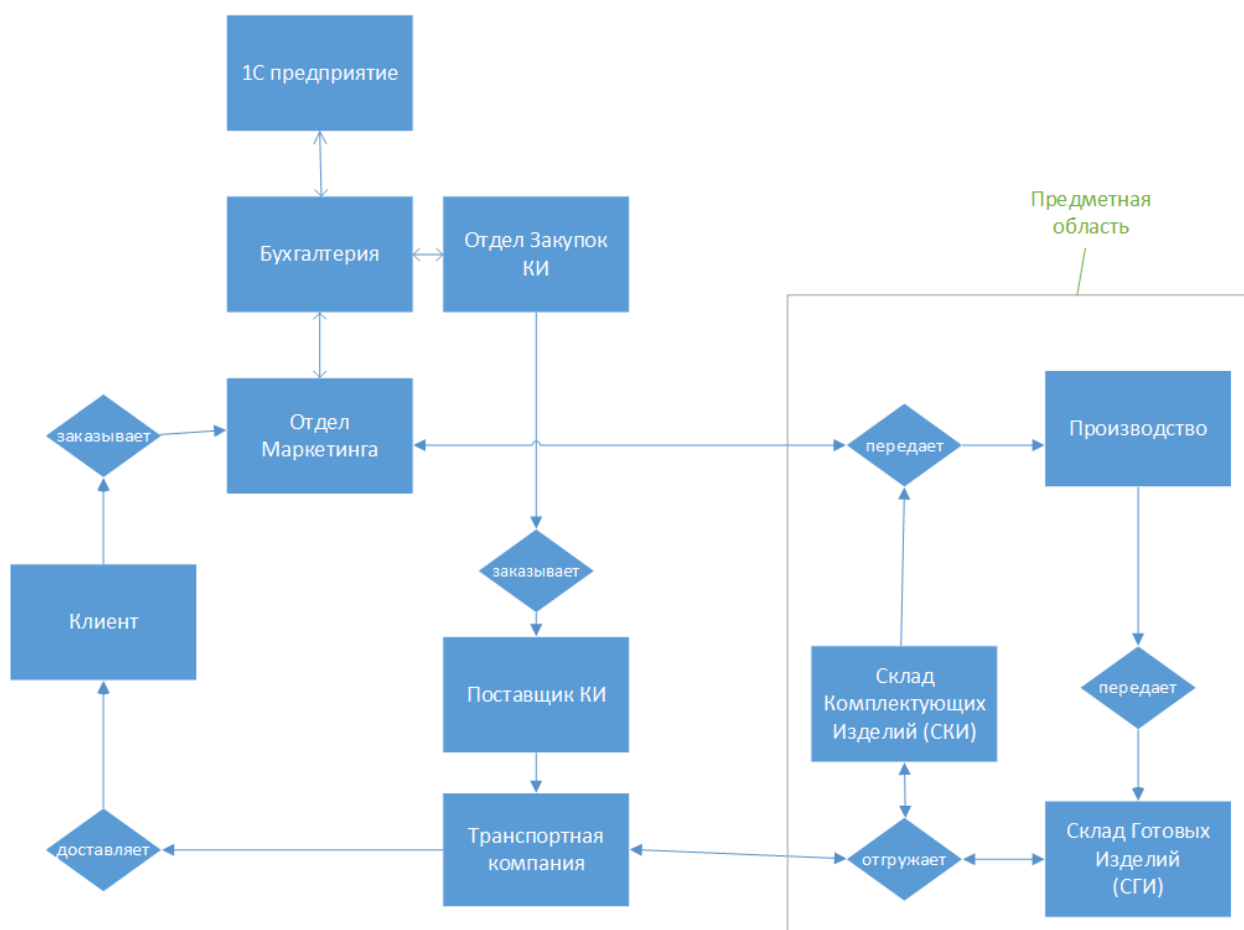 1С предприятие
Предметная
область
Бухгалтерия
Отдел Закупок
КИ
Отдел
Маркетинга
заказывает
передает
Производство
заказывает
Клиент
Поставщик КИ
Склад
Комплектующих
Изделий (СКИ)
передает
доставляет
Транспортная
компания
отгружает
Склад Готовых
Изделий
(СГИ)